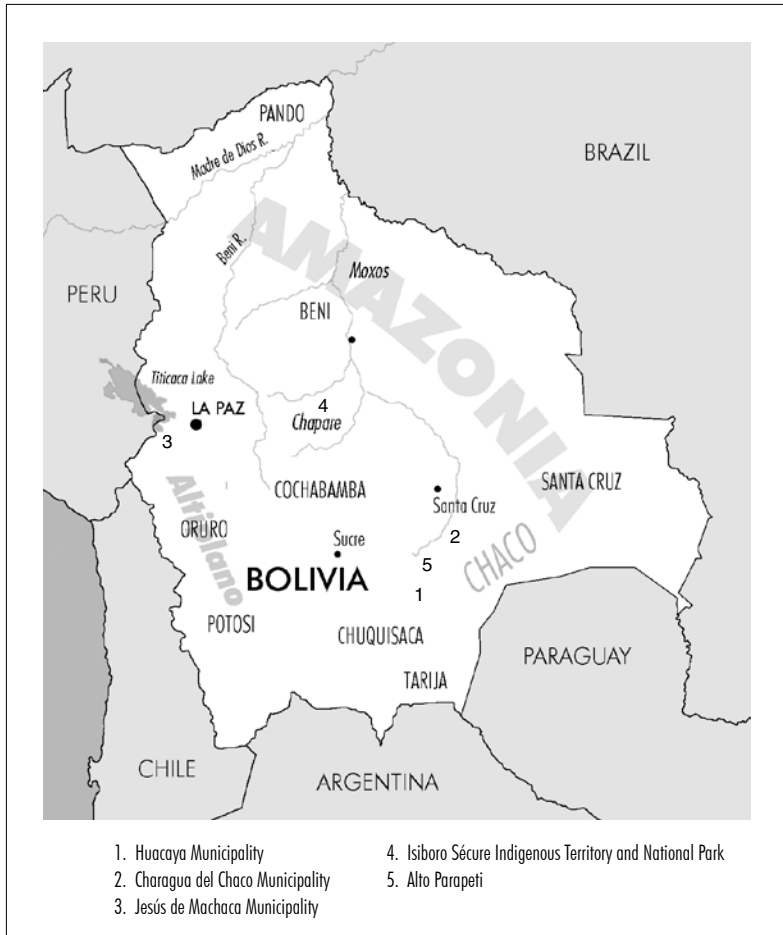 PANDO
Madre de Dios R.
BRAZIL
AMAZONIA
Beni R.
Moxos
PERU
BENI
Titicaca Lake
LA PAZ
4
Chapare
3
Altiplano
COCHABAMBA
SANTA CRUZ
Santa Cruz
ORURO
2
Sucre
CHACO
5
BOLIVIA
1
POTOSI
CHUQUISACA
PARAGUAY
TARIJA
CHILE
ARGENTINA
1. Huacaya Municipality
2. Charagua del Chaco Municipality
3. Jesús de Machaca Municipality
4. Isiboro Sécure Indigenous Territory and National Park
5. Alto Parapeti